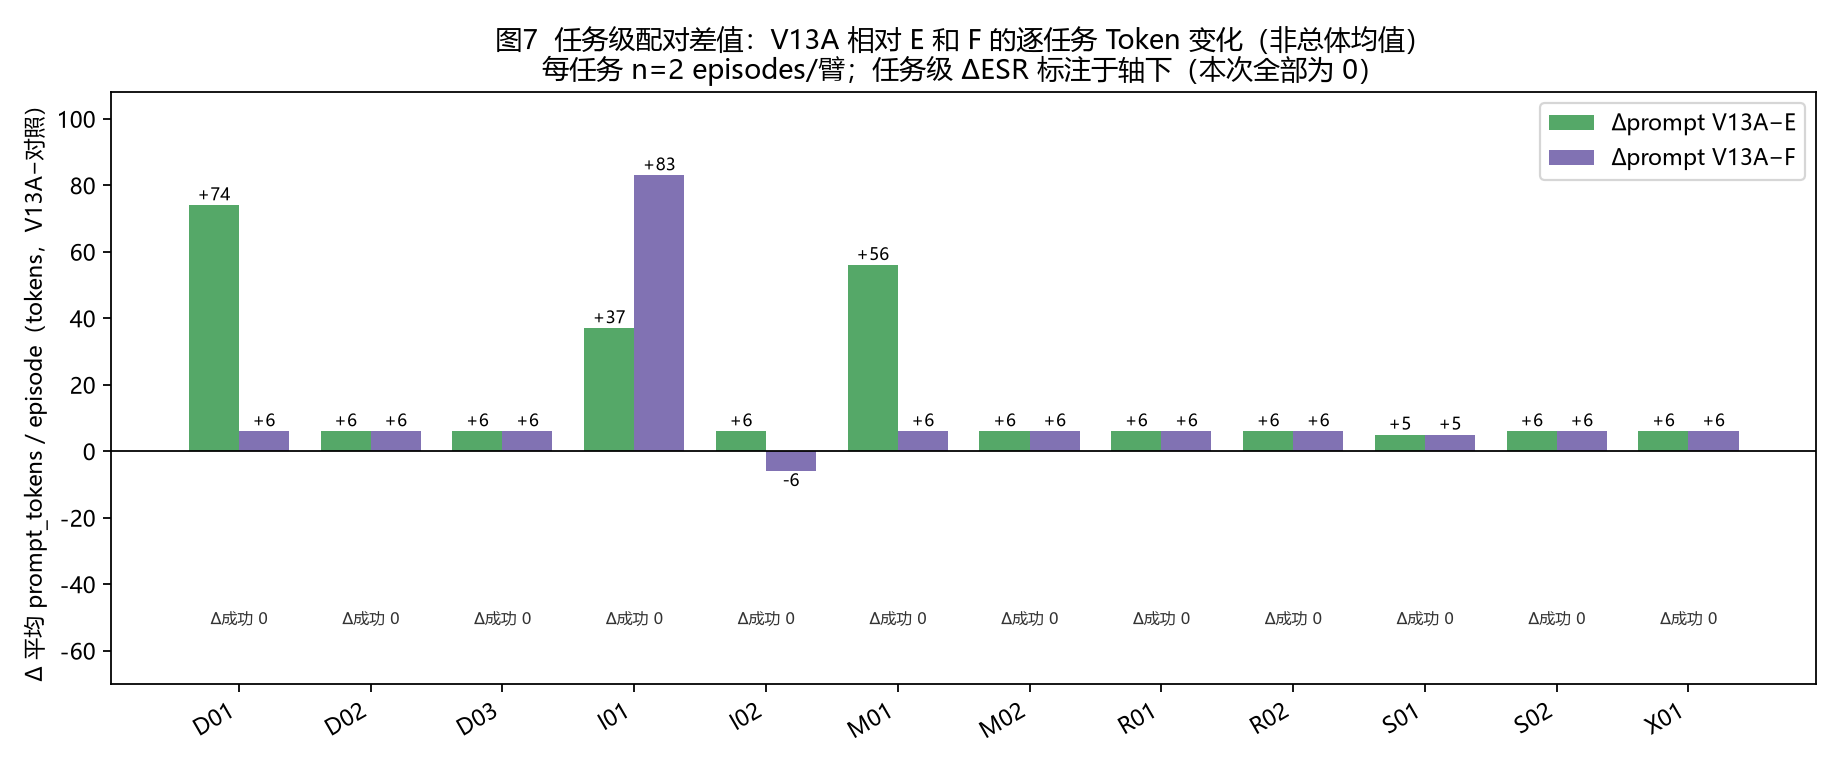 图7  任务级配对差值：V13A 相对 E 和 F 的逐任务 Token 变化（非总体均值）
每任务 n=2 episodes/臂；任务级 ΔESR 标注于轴下（本次全部为 0）
Δ 平均 prompt_tokens / episode（tokens，V13A−对照）
100
80
60
40
20
0
-20
-40
-60
Δprompt V13A−E
Δprompt V13A−F
+74 +6 +6 +6 +6 +6 +37 +83 +6 -6 +56 +6 +6 +6 +6 +6 +6 +6 +5 +5 +6 +6 +6 +6
Δ成功 0 Δ成功 0 Δ成功 0 Δ成功 0 Δ成功 0 Δ成功 0 Δ成功 0 Δ成功 0 Δ成功 0 Δ成功 0 Δ成功 0 Δ成功 0
D01 D02 D03 I01 I02 M01 M02 R01 R02 S01 S02 X01